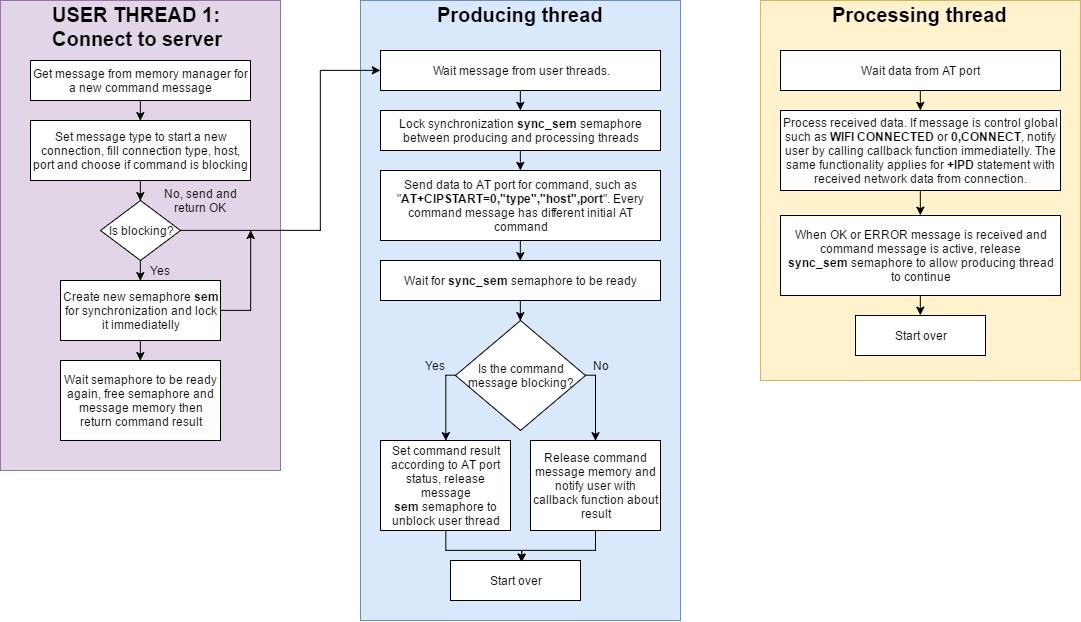 USER THREAD 1:
Connect to server
Get message from memory manager for
a new command message
Set message type to start a new
connection, fill connection type, host,
port and choose if command is blocking
No, send and
return OK
Is blocking?
Yes
Create new semaphore sem
for synchronization and lock
it immediatelly
Wait semaphore to be ready
again, free semaphore and
message memory then
return command result
Producing thread
Wait message from user threads.
Lock synchronization sync_sem semaphore
between producing and processing threads
Send data to AT port for command, such as
"AT+CIPSTART=0,"type","host",port". Every
command message has different initial AT
command
Wait for sync_sem semaphore to be ready
Is the command
message blocking?
Yes
No
Set command result
according to AT port
status, release
message
sem semaphore to
unblock user thread
Release command
message memory and
notify user with
callback function about
result
Start over
Processing thread
Wait data from AT port
Process received data. If message is control global
such as WIFI CONNECTED or 0,CONNECT, notify
user by calling callback function immediatelly. The
same functionality applies for +IPD statement with
received network data from connection.
When OK or ERROR message is received and
command message is active, release
sync_sem semaphore to allow producing thread
to continue
Start over